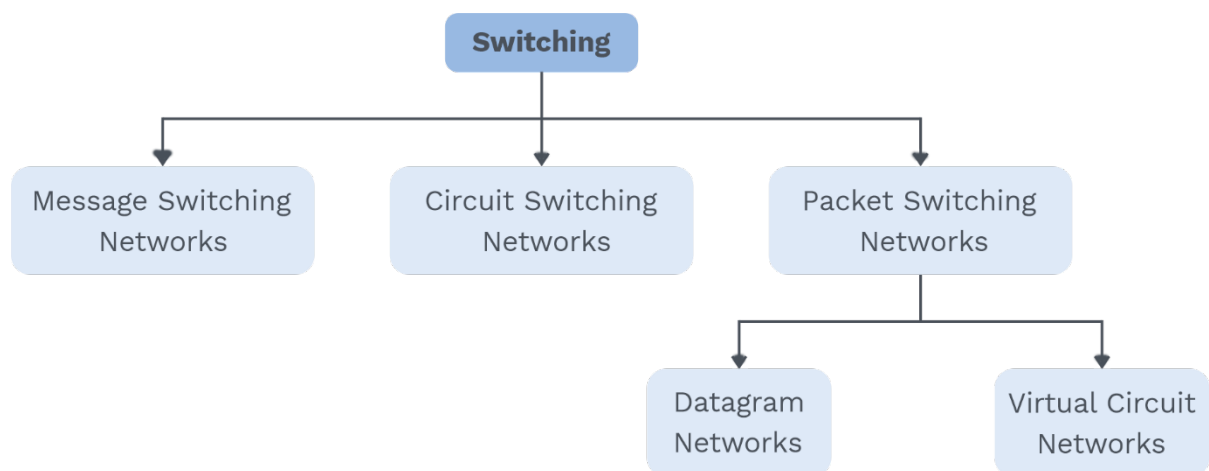 Switching
Message Switching
Networks
Circuit Switching
Networks
Packet Switching
Networks
Datagram
Networks
Virtual Circuit
Networks